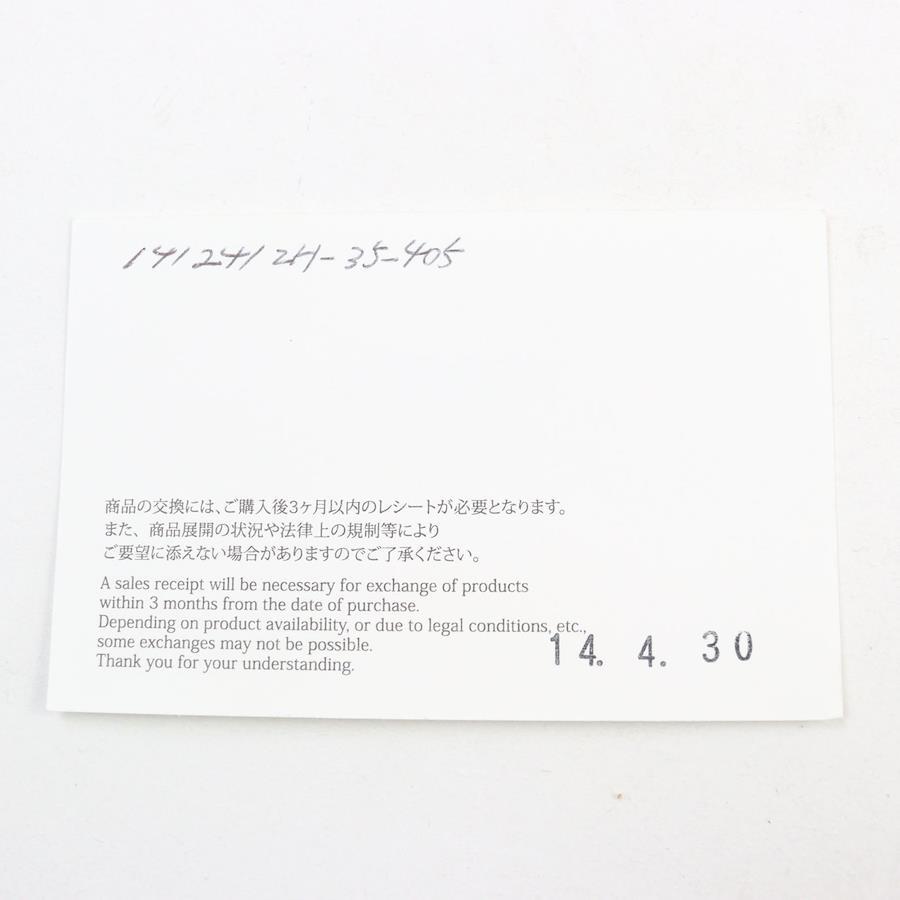 1412412H-35-405
商品の交換には、ご購入後3ヶ月以内のレシートが必要となります。
また、商品展開の状況や法律上の規制等により
ご要望に添えない場合がありますのでご了承ください。
A sales receipt will be necessary for exchange of products
within 3 months from the date of purchase.
Depending on product availability, or due to legal conditions, etc.,
some exchanges may not be possible.
Thank you for your understanding.
14. 4. 30